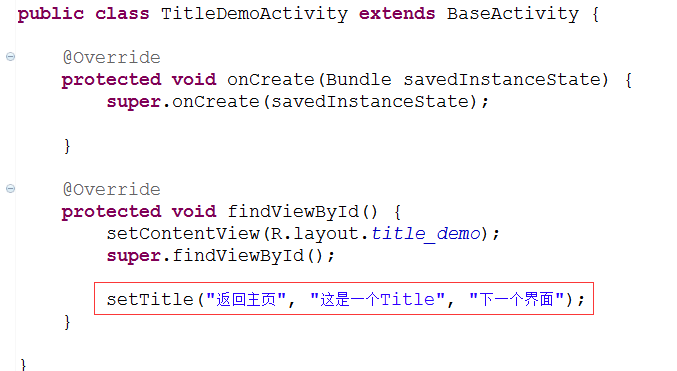 public class TitleDemoActivity extends BaseActivity {
@Override
protected void onCreate(Bundle savedInstanceState) {
super.onCreate(savedInstanceState);
}
@Override
protected void findViewById() {
setContentView(R.layout.title_demo);
super.findViewById();
setTitle("返回主页", "这是一个Title", "下一个界面");
}
}